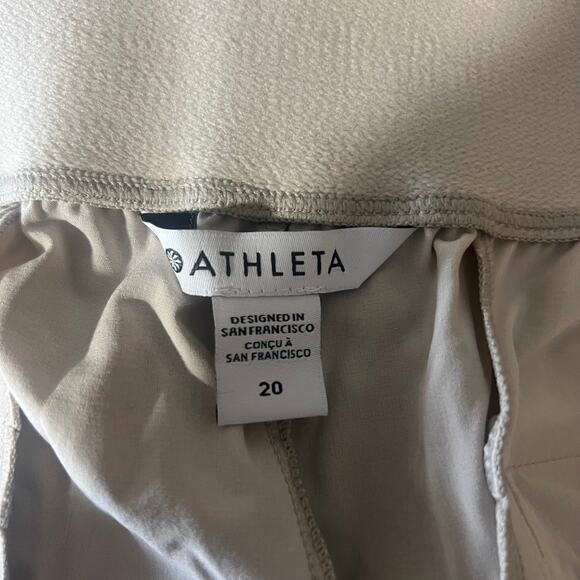 ATHLETA
DESIGNED IN
SAN FRANCISCO
CONÇU À
SAN FRANCISCO
20